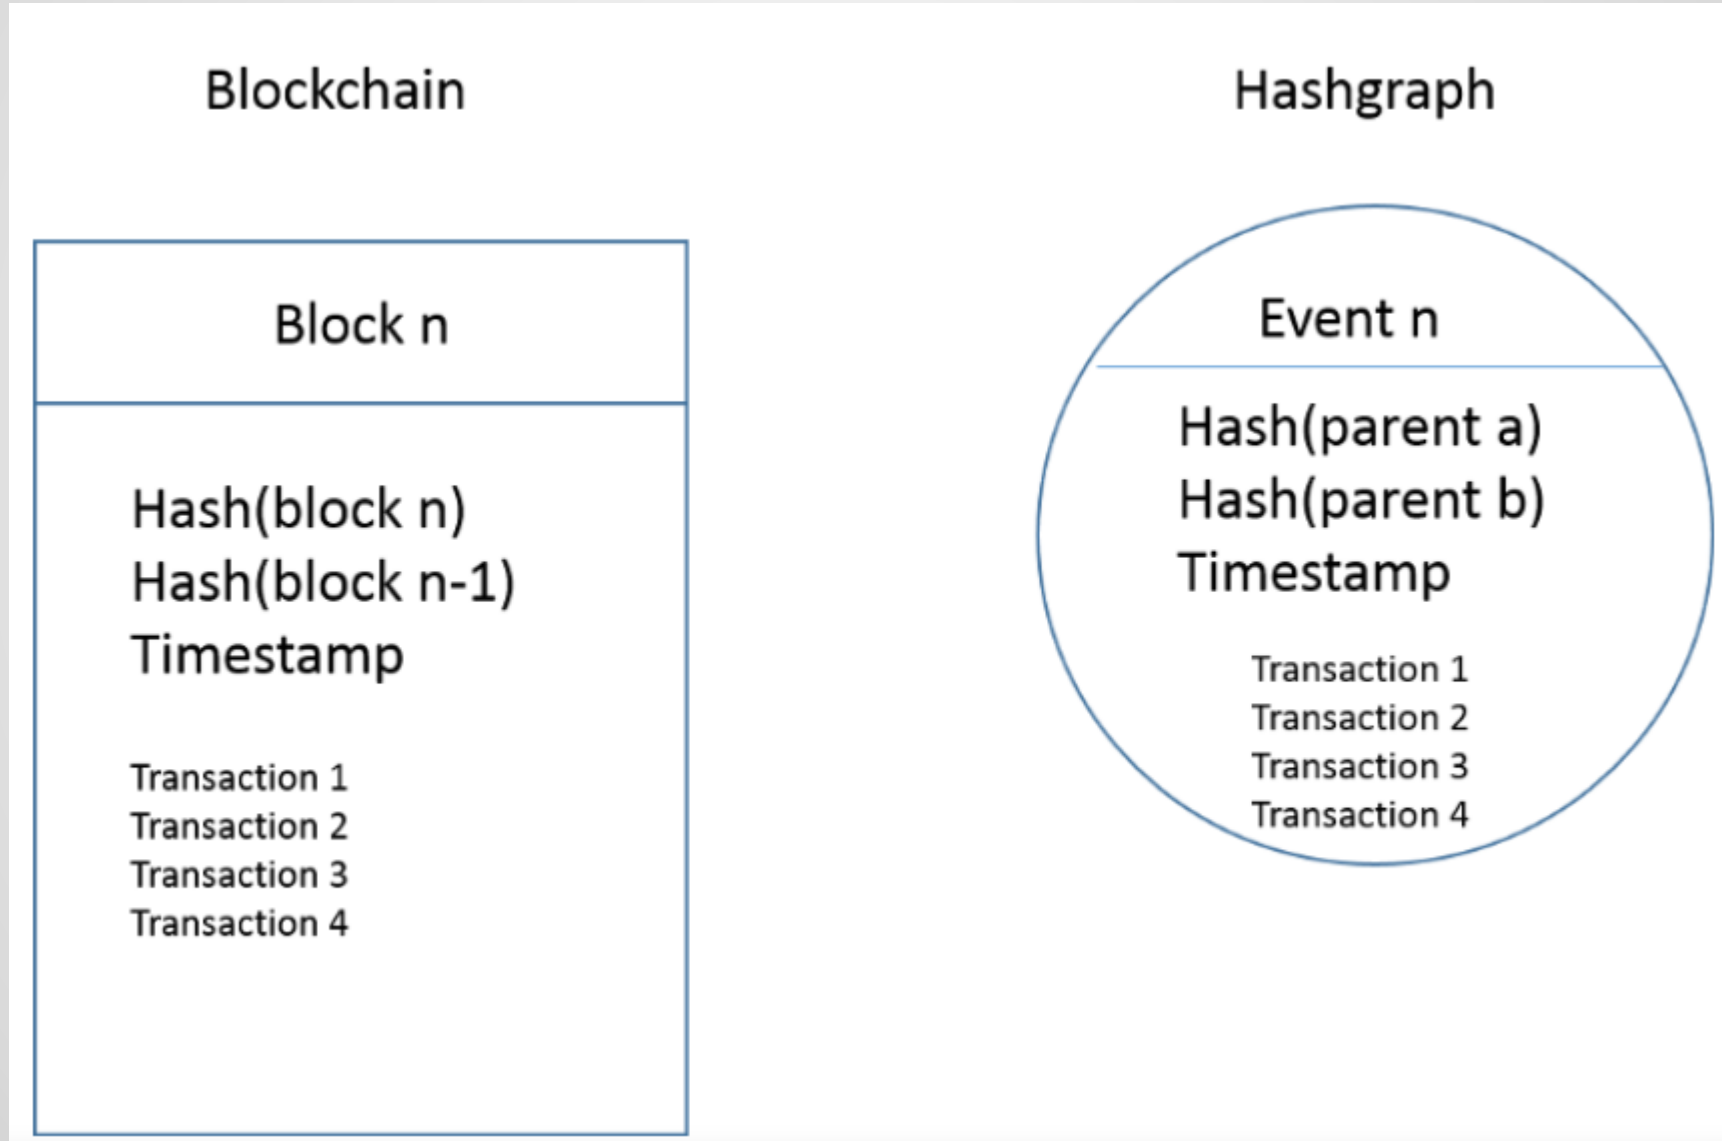 Blockchain
Block n
Hash(block n)
Hash(block n-1)
Timestamp
Transaction 1
Transaction 2
Transaction 3
Transaction 4
Hashgraph
Event n
Hash(parent a)
Hash(parent b)
Timestamp
Transaction 1
Transaction 2
Transaction 3
Transaction 4